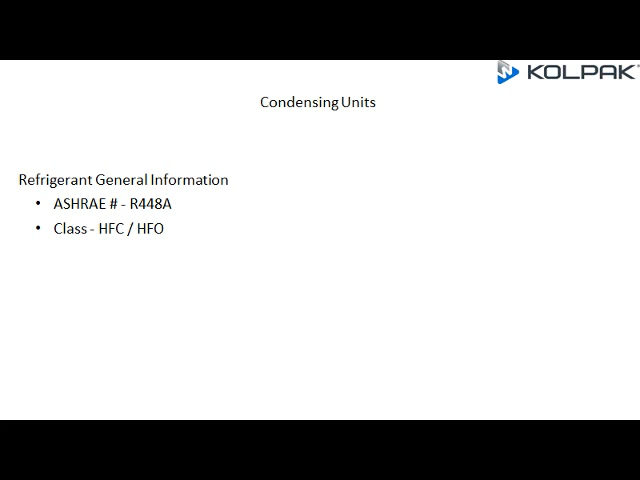 KOLPAK
Condensing Units
Refrigerant General Information
• ASHRAE # - R448A
• Class - HFC / HFO